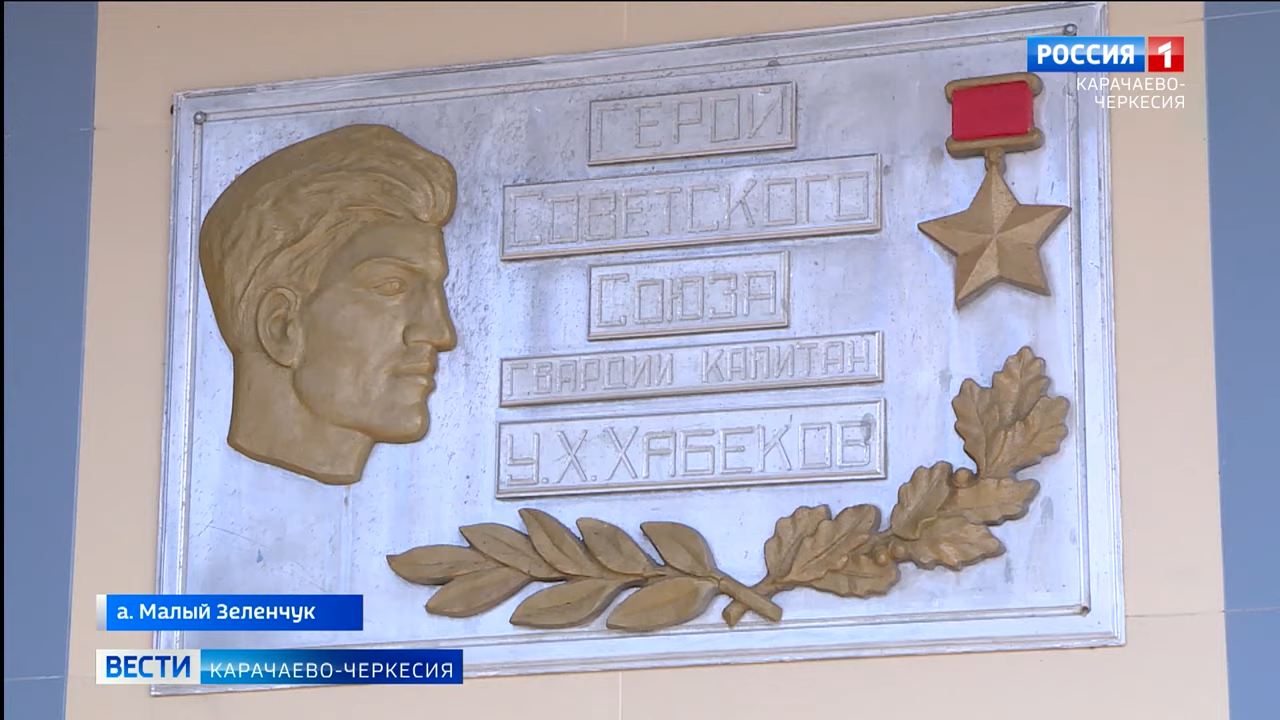 РОССИЯ 1
КАРАЧАЕВО-
ЧЕРКЕСИЯ
ГЕРОЙ
СОВЕТСКОГО
СОЮЗА
ГВАРДИИ КАПИТАН
У.Х.ХАБЕКОВ
а. Малый Зеленчук
ВЕСТИ КАРАЧАЕВО-ЧЕРКЕСИЯ